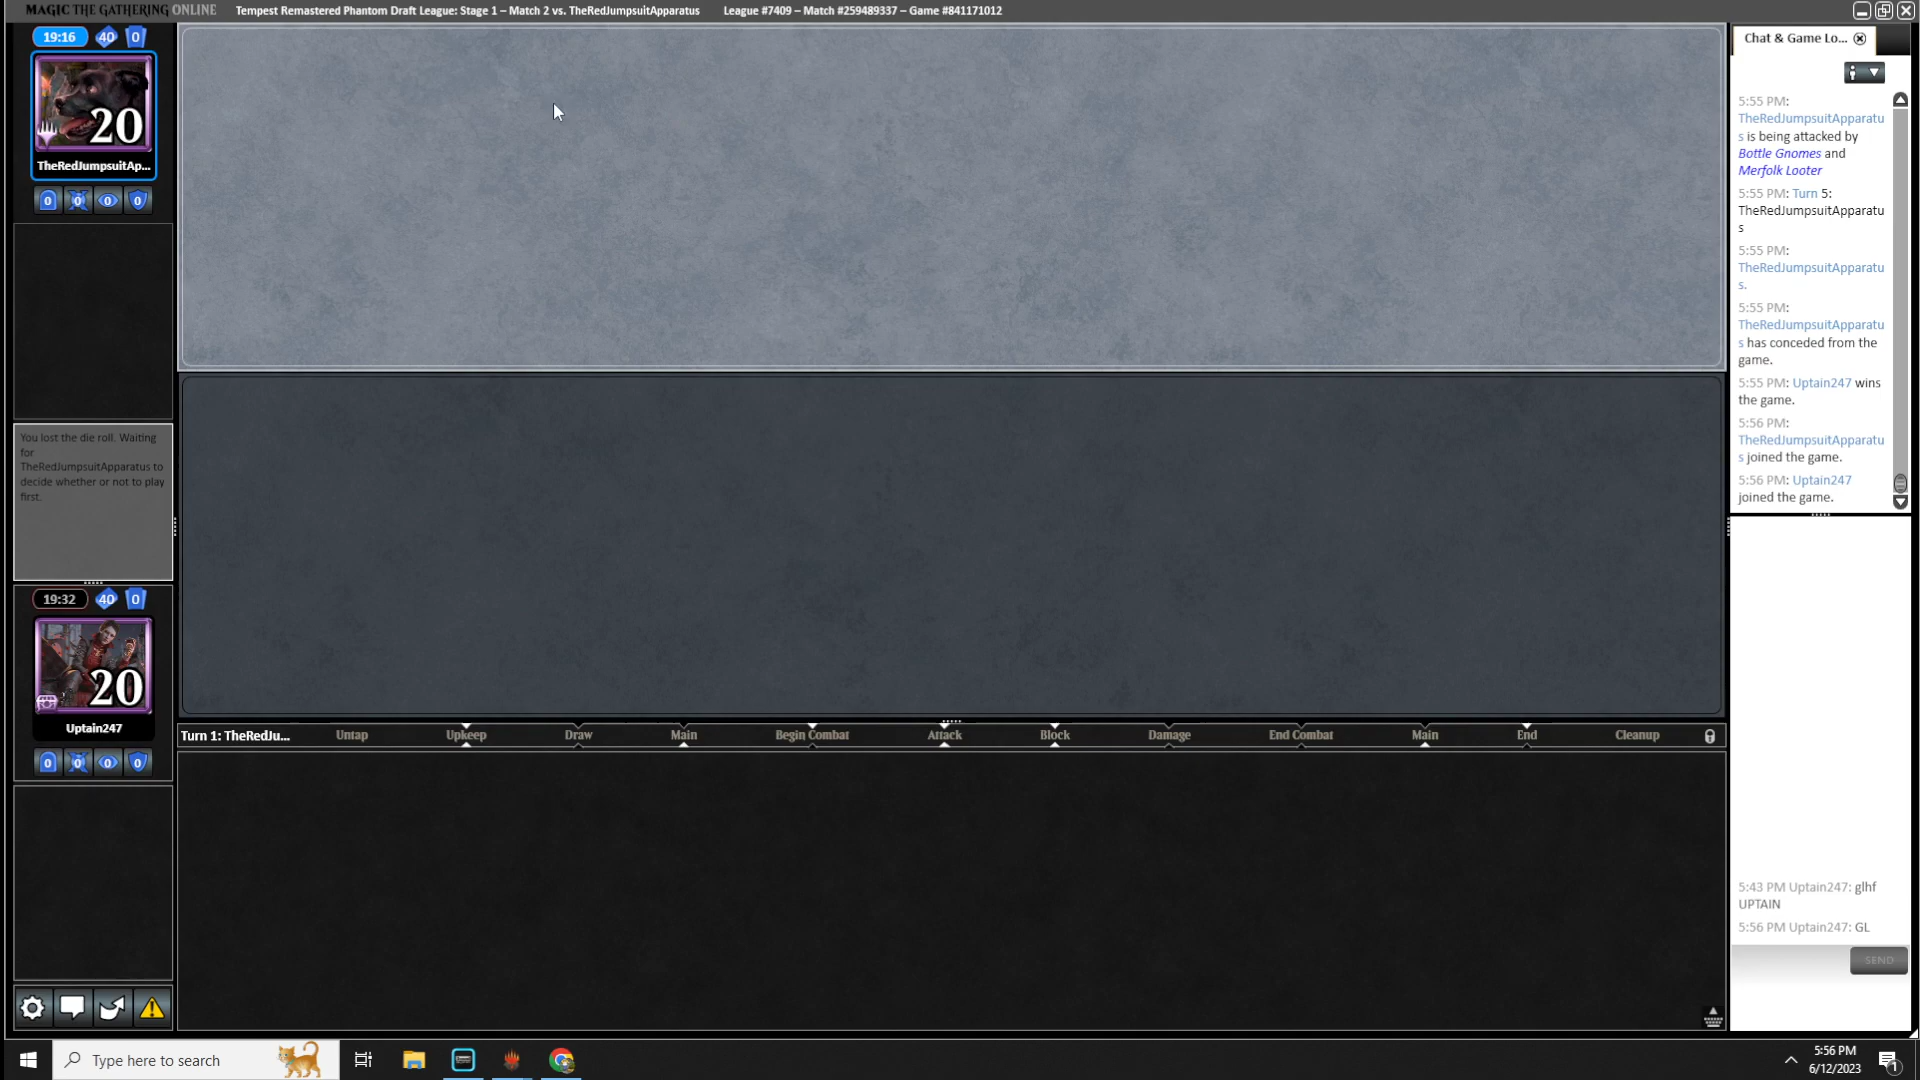 MAGIC THE GATHERING ONLINE
Tempest Remastered Phantom Draft League: Stage 1 – Match 2 vs. TheRedJumpsuitApparatus
League #7409 – Match #259489337 – Game #841171012
19:16
40
0
20
TheRedJumpsuitAp...
0
0
0
0
You lost the die roll. Waiting
for
TheRedJumpsuitApparatus to
decide whether or not to play
first.
19:32
40
0
20
Uptain247
0
0
0
0
Turn 1: TheRedJu...
Untap
Upkeep
Draw
Main
Begin Combat
Attack
Block
Damage
End Combat
Main
End
Cleanup
Chat & Game Lo...
5:55 PM:
TheRedJumpsuitApparatu
s is being attacked by
Bottle Gnomes and
Merfolk Looter
5:55 PM: Turn 5:
TheRedJumpsuitApparatu
s
5:55 PM:
TheRedJumpsuitApparatu
s.
5:55 PM:
TheRedJumpsuitApparatu
s has conceded from the
game.
5:55 PM: Uptain247 wins
the game.
5:56 PM:
TheRedJumpsuitApparatu
s joined the game.
5:56 PM: Uptain247
joined the game.
5:43 PM Uptain247: glhf
UPTAIN
5:56 PM Uptain247: GL
SEND
Type here to search
5:56 PM
6/12/2023
1